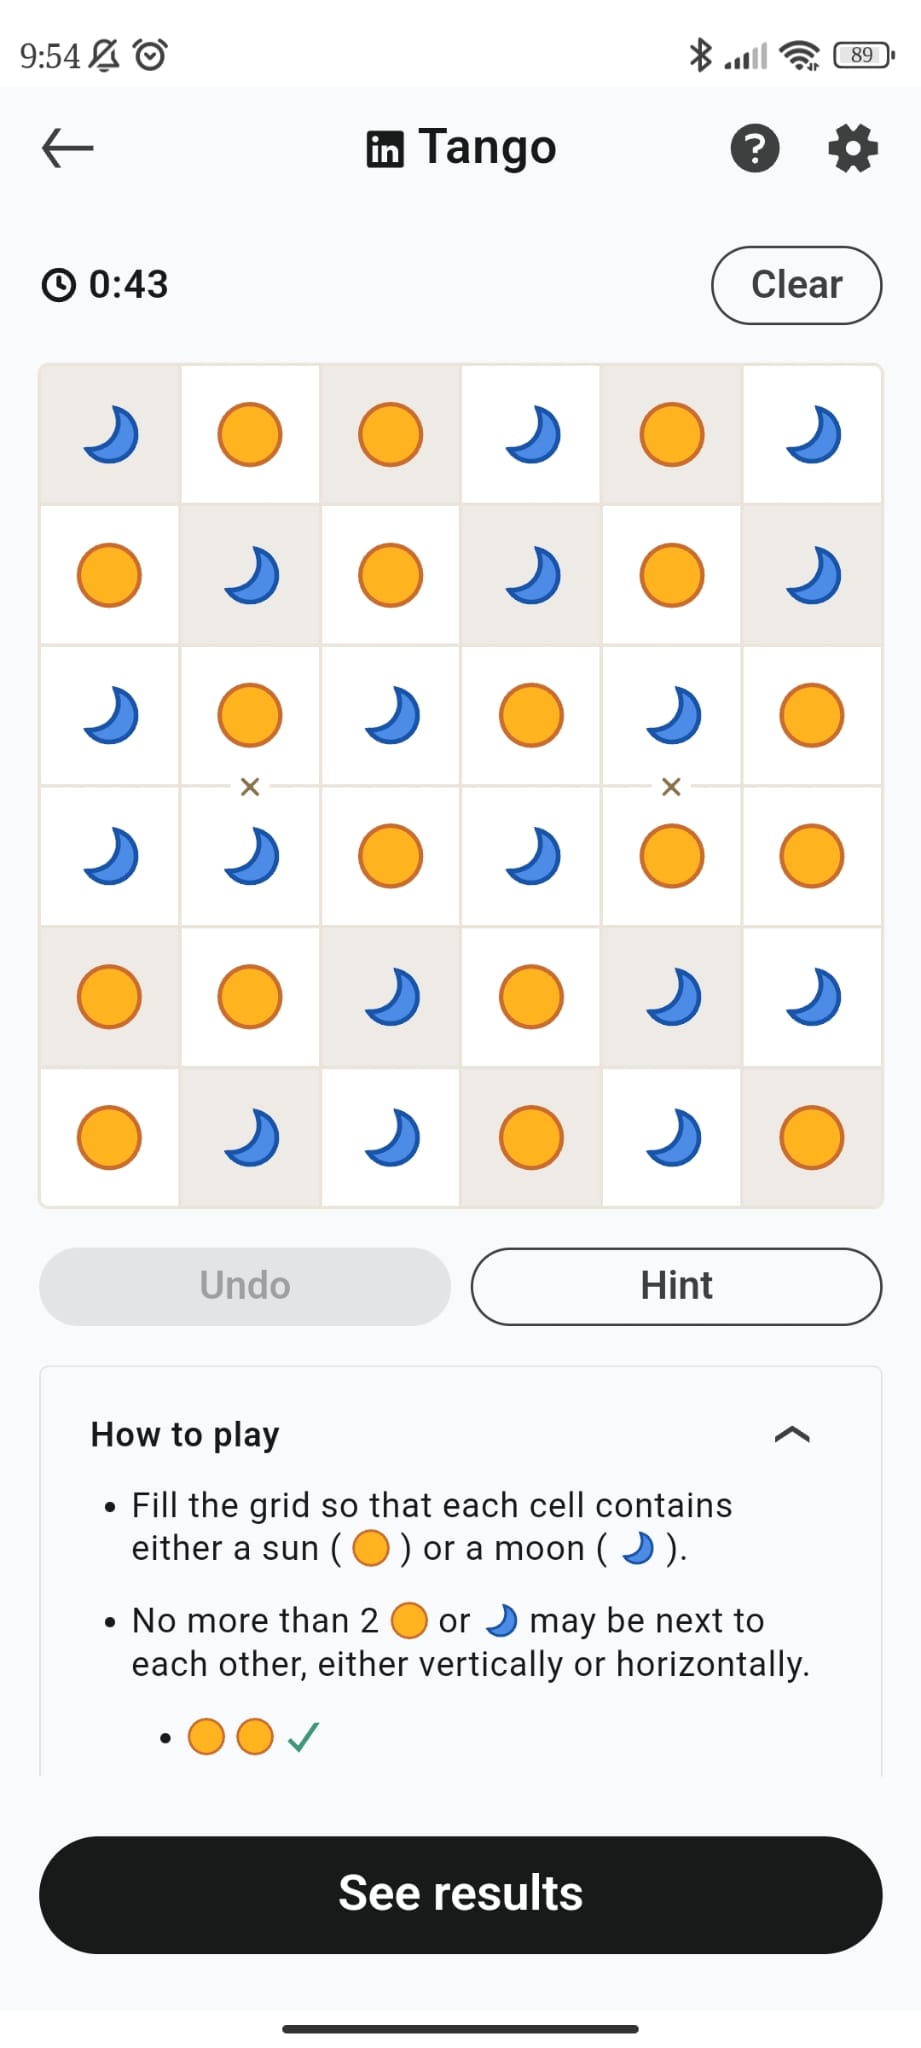 9:54
89
in Tango
?
0:43
Clear
×
×
Undo
Hint
How to play
• Fill the grid so that each cell contains
either a sun ( ) or a moon ( ).
• No more than 2 or may be next to
each other, either vertically or horizontally.
•
See results